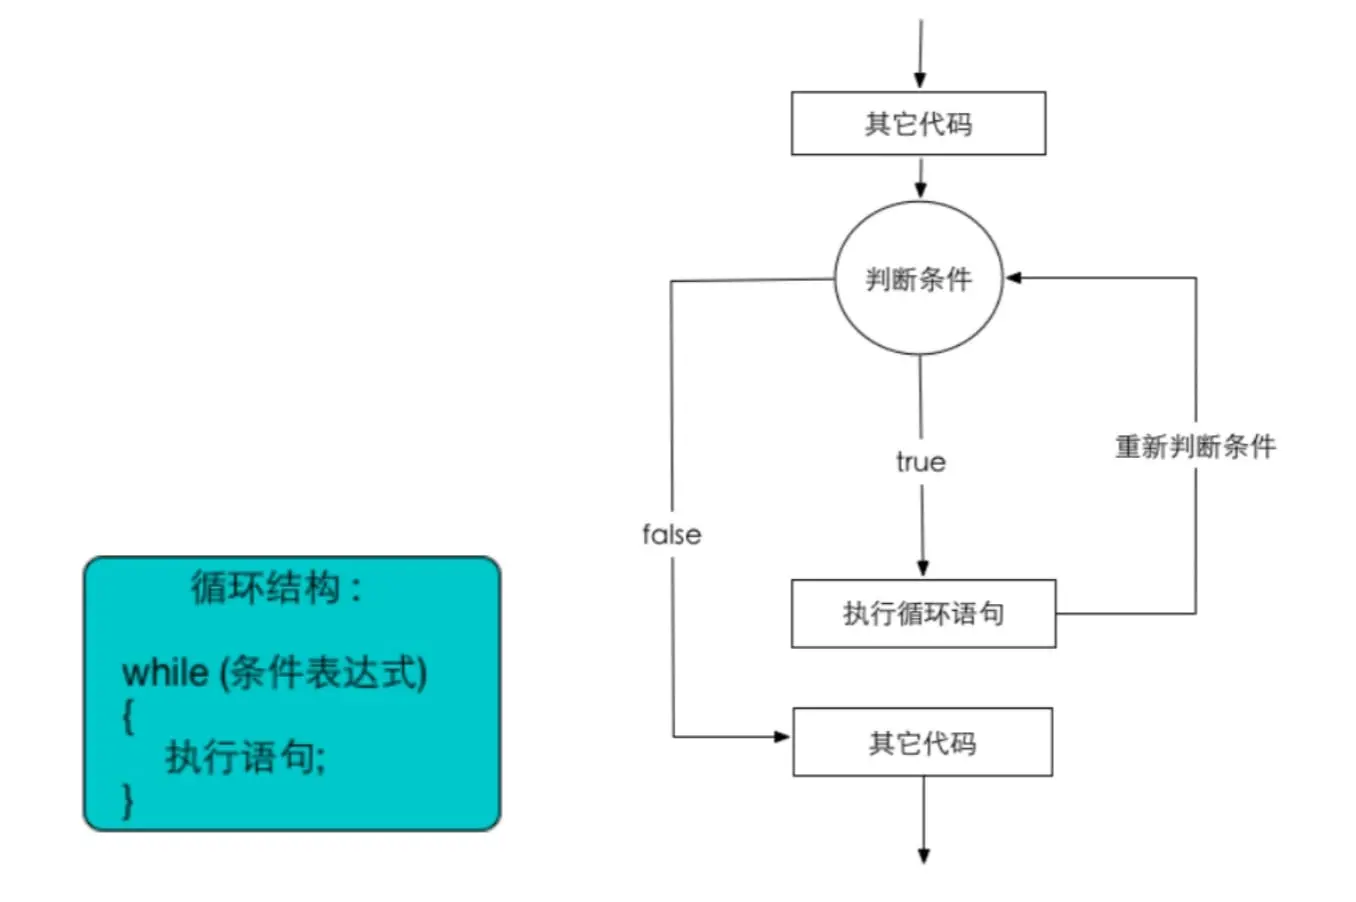 其它代码
判断条件
true
重新判断条件
false
执行循环语句
其它代码
循环结构：
while (条件表达式)
{
执行语句;
}